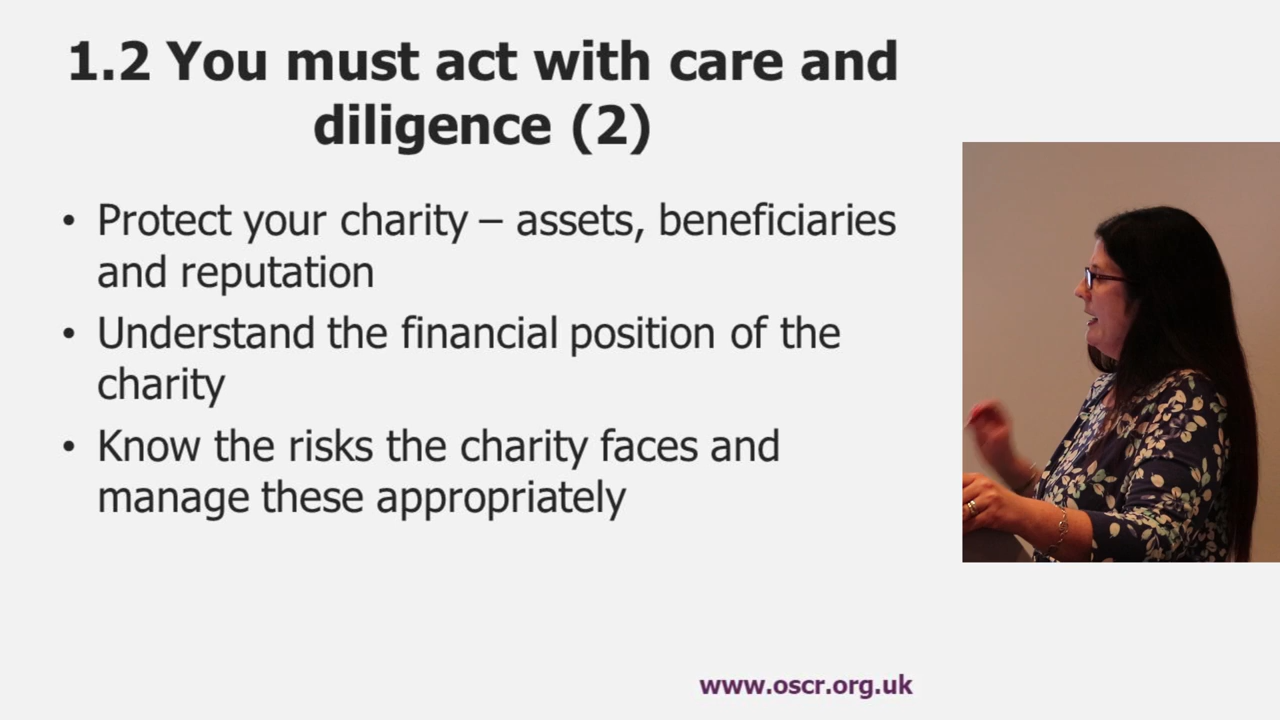 1.2 You must act with care and
diligence (2)
• Protect your charity – assets, beneficiaries
and reputation
• Understand the financial position of the
charity
• Know the risks the charity faces and
manage these appropriately
www.oscr.org.uk